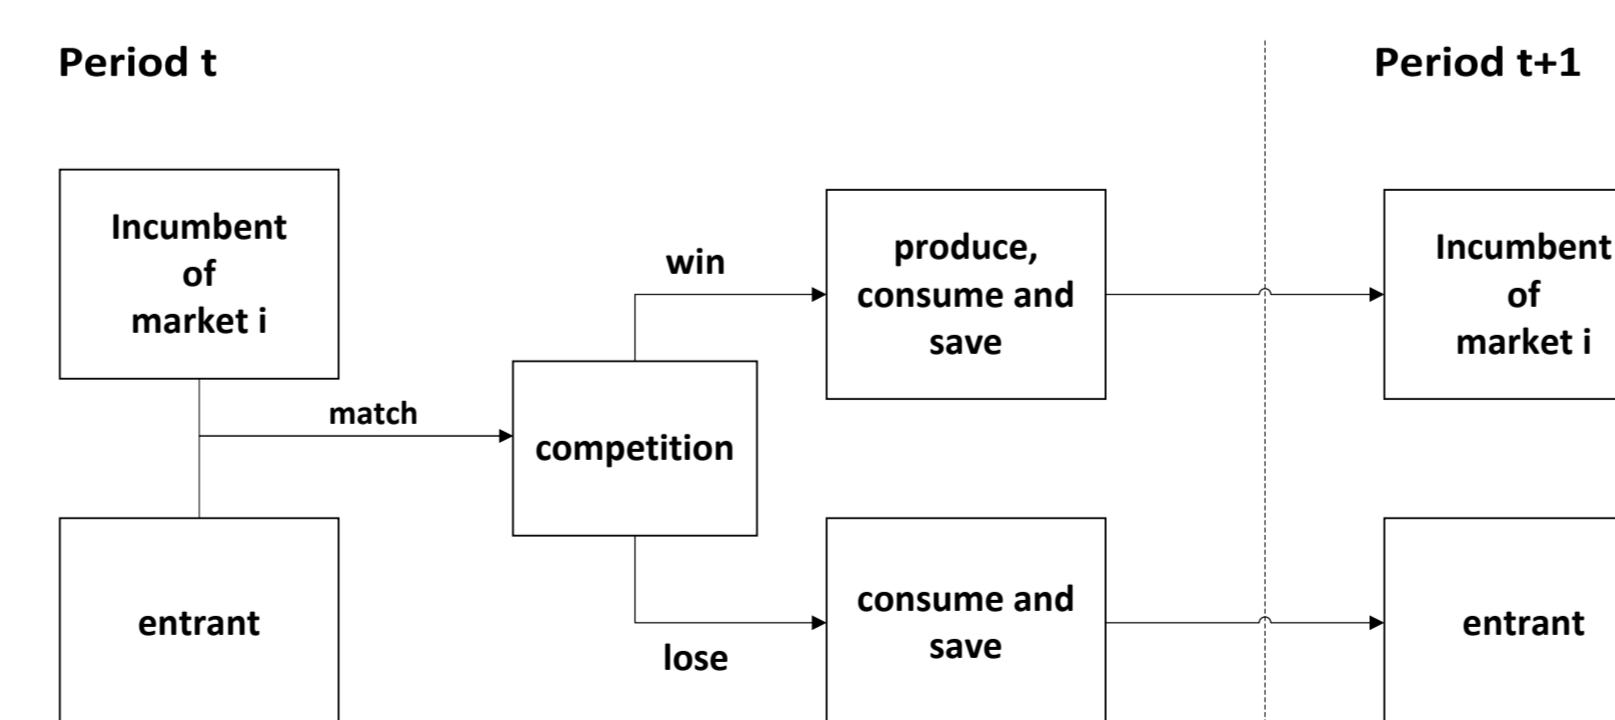 Period t
Period t+1
Incumbent
of
market i
match
entrant
competition
win
lose
produce,
consume and
save
consume and
save
Incumbent
of
market i
entrant